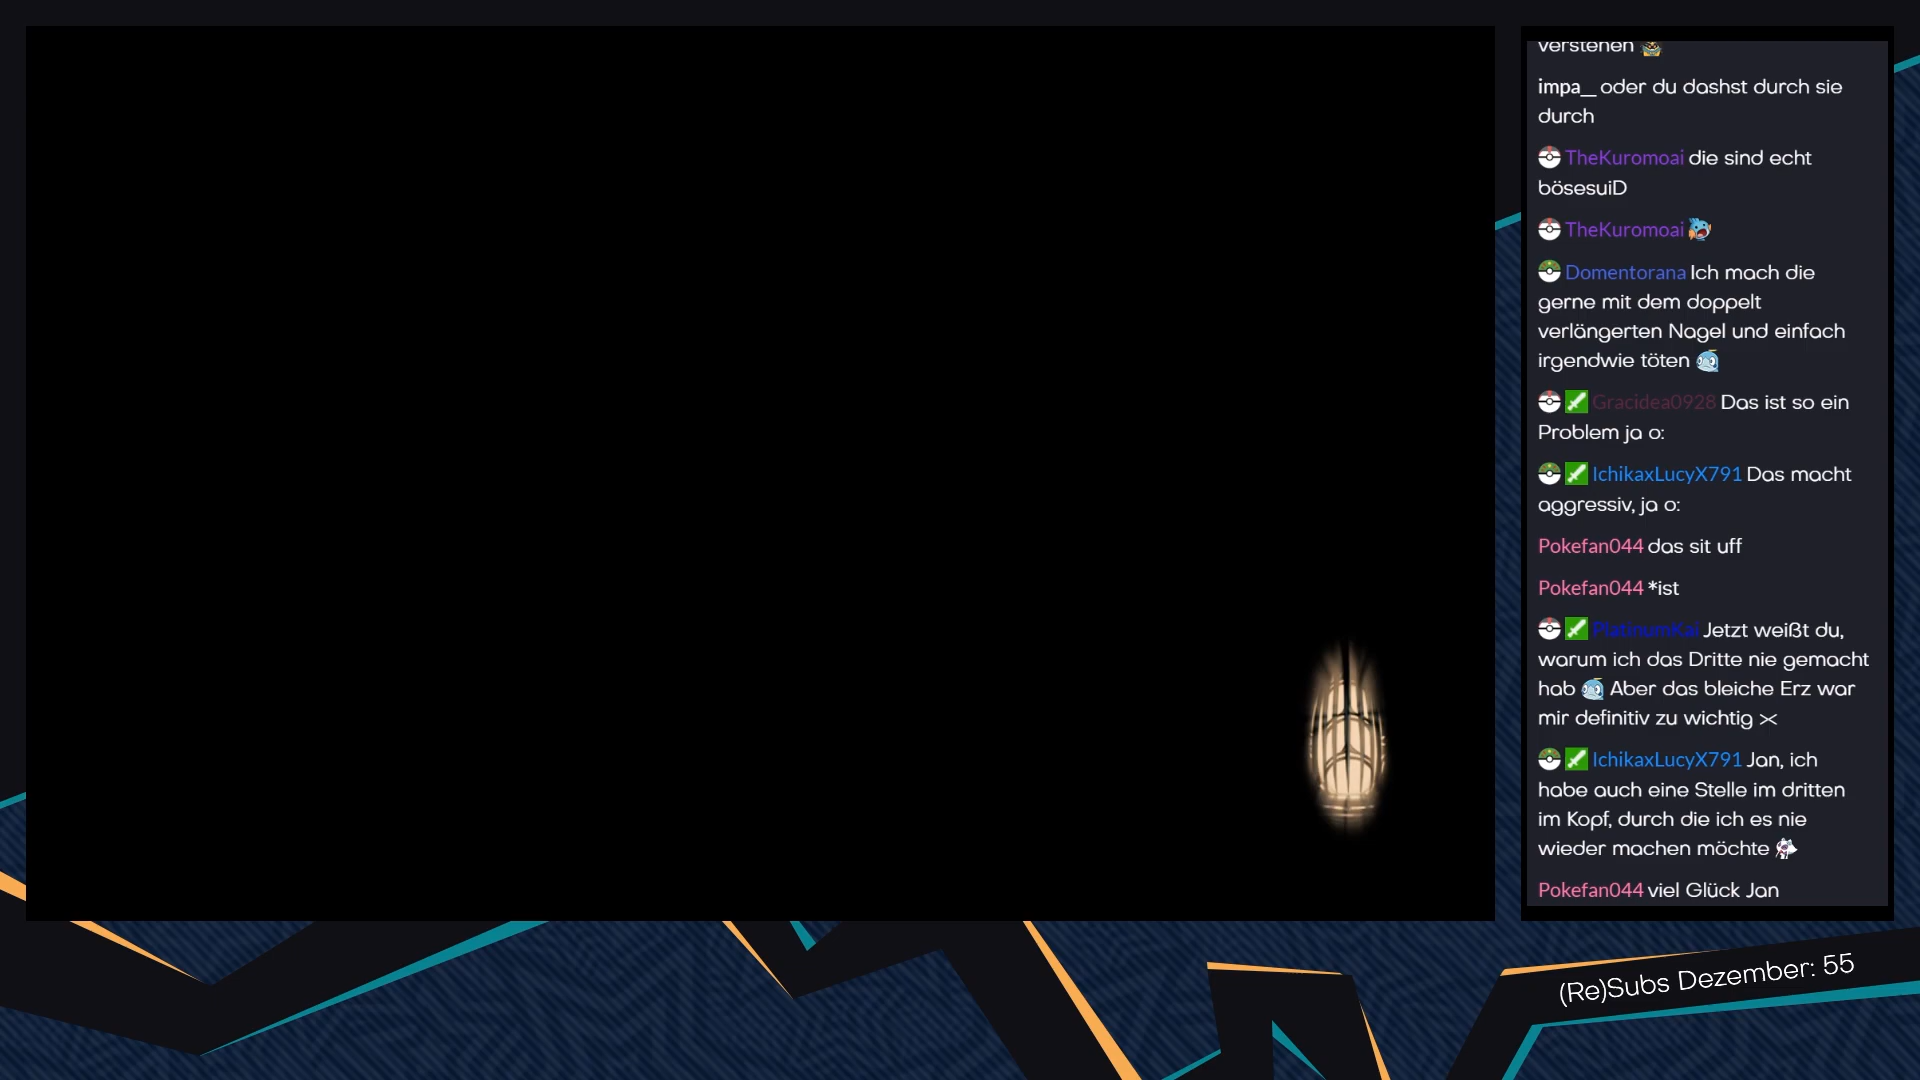 verstehen
impa__ oder du dashst durch sie
durch
TheKuromoai die sind echt
bösesuiD
TheKuromoai
Domentorana Ich mach die
gerne mit dem doppelt
verlängerten Nagel und einfach
irgendwie töten
Gracidea0928 Das ist so ein
Problem ja o:
IchikaxLucyX791 Das macht
aggressiv, ja o:
Pokefan044 das sit uff
Pokefan044 *ist
PlatinumKai Jetzt weißt du,
warum ich das Dritte nie gemacht
hab Aber das bleiche Erz war
mir definitiv zu wichtig ><
IchikaxLucyX791 Jan, ich
habe auch eine Stelle im dritten
im Kopf, durch die ich es nie
wieder machen möchte
Pokefan044 viel Glück Jan
(Re)Subs Dezember: 55